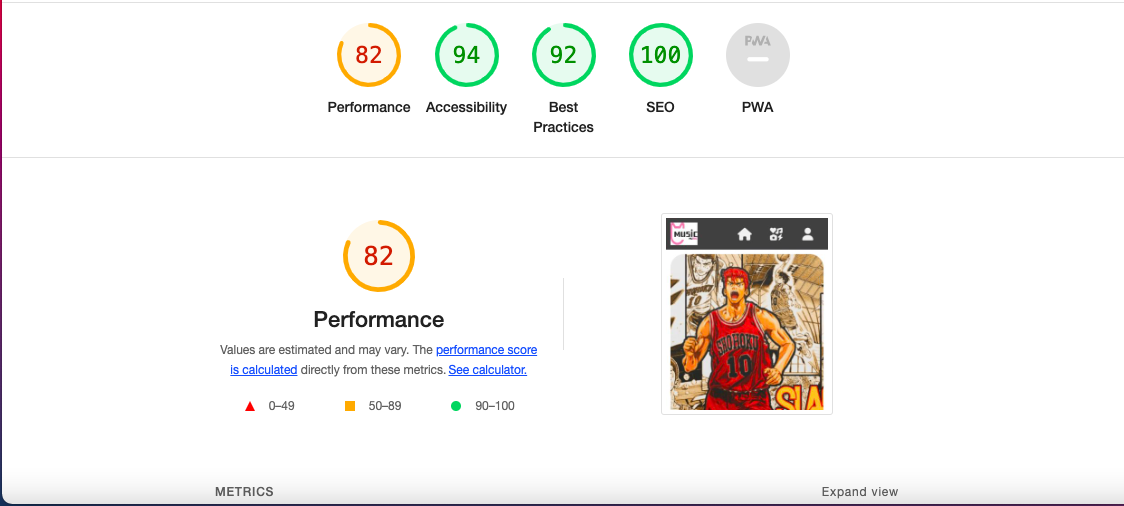 82
94
92
100
PWA
Performance
Accessibility
Best
Practices
SEO
PWA
82
Performance
Values are estimated and may vary. The performance score
is calculated directly from these metrics. See calculator.
0–49
50–89
90–100
MUSIC
SHOHOKU
10
SLA
METRICS
Expand view